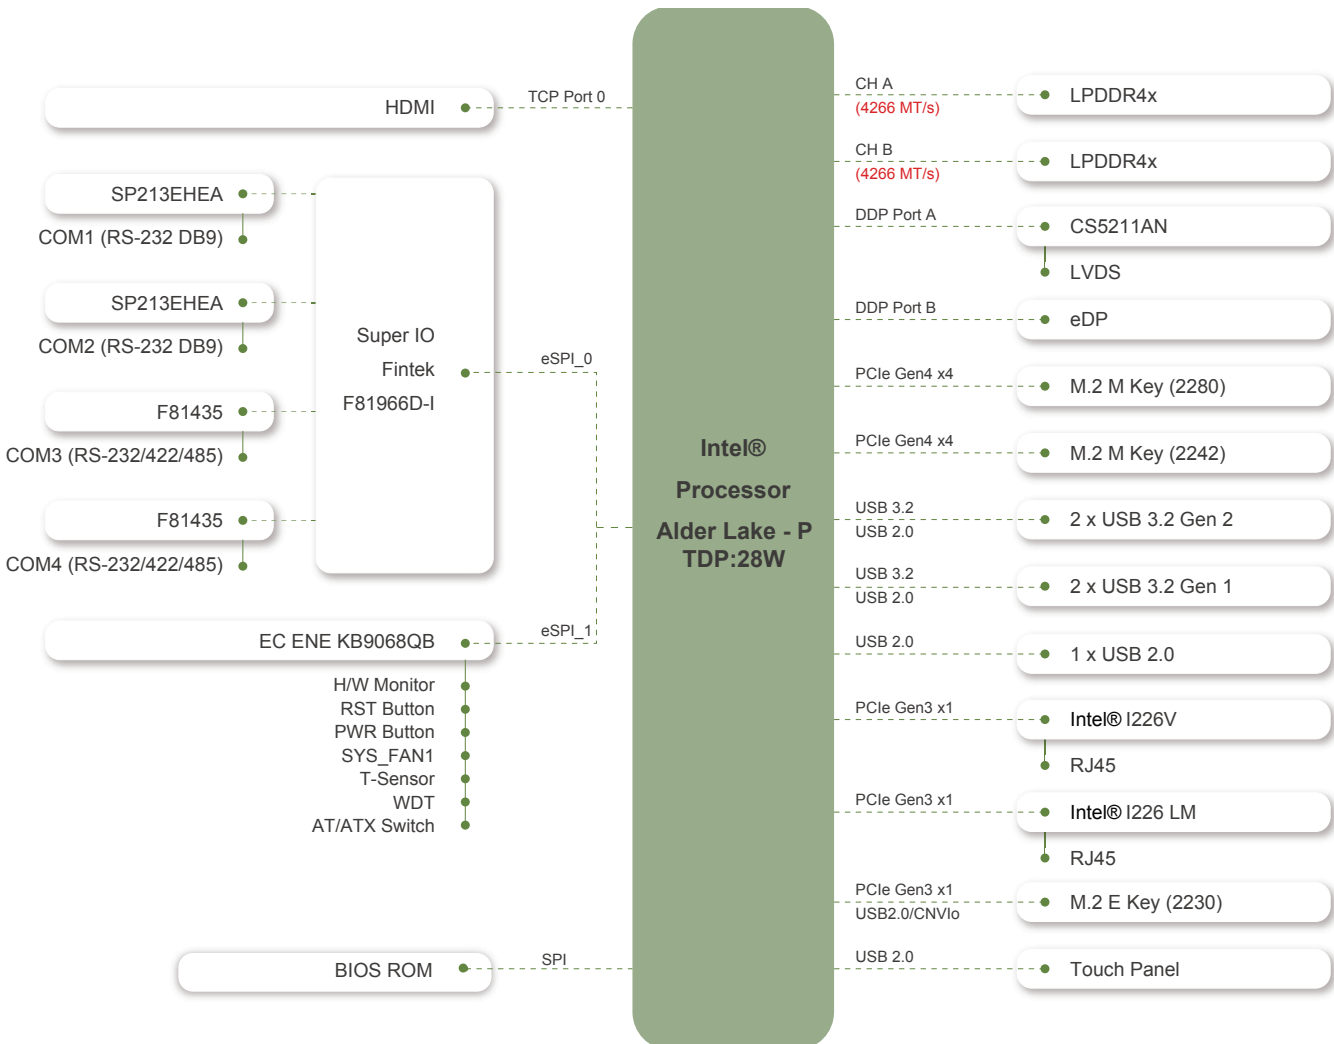 HDMI
TCP Port 0
SP213EHEA
COM1 (RS-232 DB9)
SP213EHEA
COM2 (RS-232 DB9)
F81435
COM3 (RS-232/422/485)
F81435
COM4 (RS-232/422/485)
Super IO
Fintek
F81966D-I
eSPI_0
EC ENE KB9068QB
eSPI_1
H/W Monitor
RST Button
PWR Button
SYS_FAN1
T-Sensor
WDT
AT/ATX Switch
BIOS ROM
SPI
Intel®
Processor
Alder Lake - P
TDP:28W
CH A
(4266 MT/s)
LPDDR4x
CH B
(4266 MT/s)
LPDDR4x
DDP Port A
CS5211AN
LVDS
DDP Port B
eDP
PCIe Gen4 x4
M.2 M Key (2280)
PCIe Gen4 x4
M.2 M Key (2242)
USB 3.2
USB 2.0
2 x USB 3.2 Gen 2
USB 3.2
USB 2.0
2 x USB 3.2 Gen 1
USB 2.0
1 x USB 2.0
PCIe Gen3 x1
Intel® I226V
RJ45
PCIe Gen3 x1
Intel® I226 LM
RJ45
PCIe Gen3 x1
USB2.0/CNVIo
M.2 E Key (2230)
USB 2.0
Touch Panel